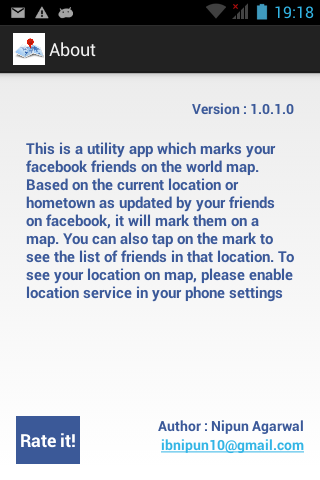 19:18
About
Version : 1.0.1.0
This is a utility app which marks your
facebook friends on the world map.
Based on the current location or
hometown as updated by your friends
on facebook, it will mark them on a
map. You can also tap on the mark to
see the list of friends in that location. To
see your location on map, please enable
location service in your phone settings
Rate it!
Author : Nipun Agarwal
ibnipun10@gmail.com